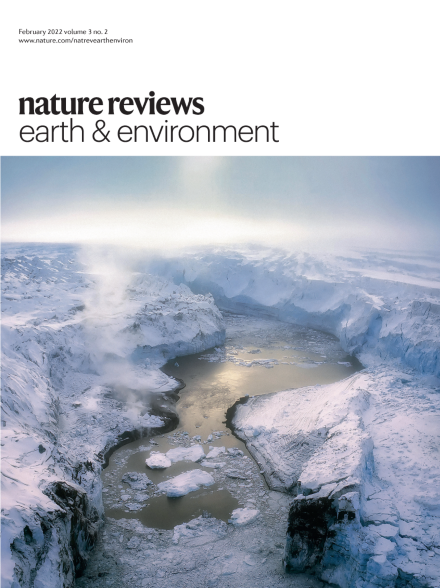 February 2022 volume 3 no. 2
www.nature.com/natrevearthenviron
nature reviews
earth & environment